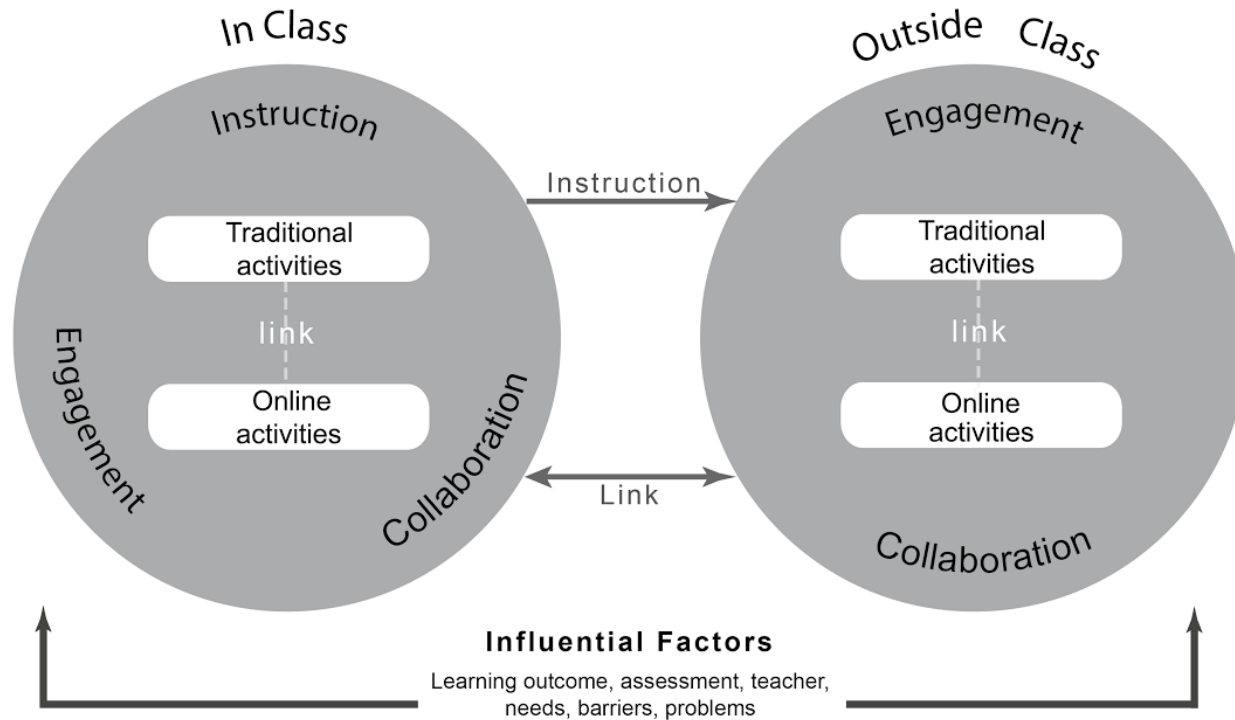 In Class
Instruction
Traditional
activities
link
Online
activities
Engagement
Collaboration
Instruction
Link
Outside Class
Engagement
Traditional
activities
link
Online
activities
Collaboration
Influential Factors
Learning outcome, assessment, teacher,
needs, barriers, problems